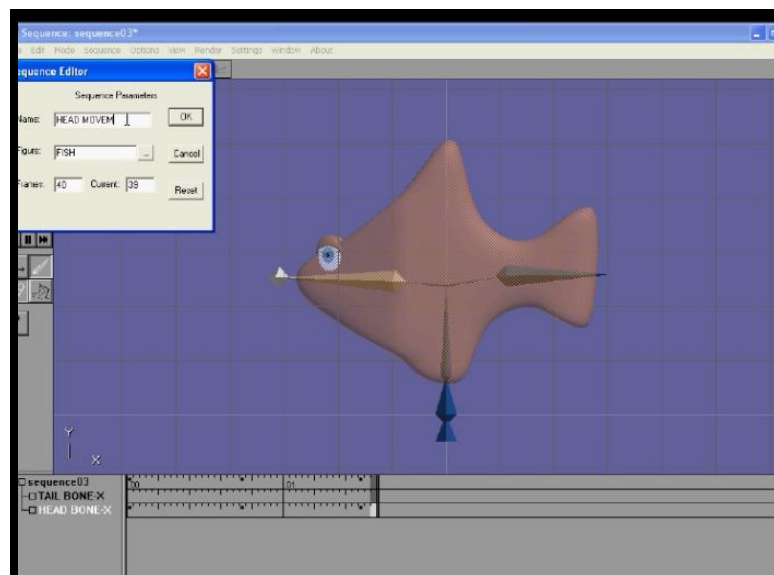 Sequence: sequence03*
Edit Mode Sequence Options View Render Settings Window About
equence Editor
Sequence Parameters
Name: HEAD MOVEM OK
Figure: FISH ... Cancel
Frames: 40 Current: 39 Reset
Y
X
sequence03 00 01
TAIL BONE-X
HEAD BONE-X